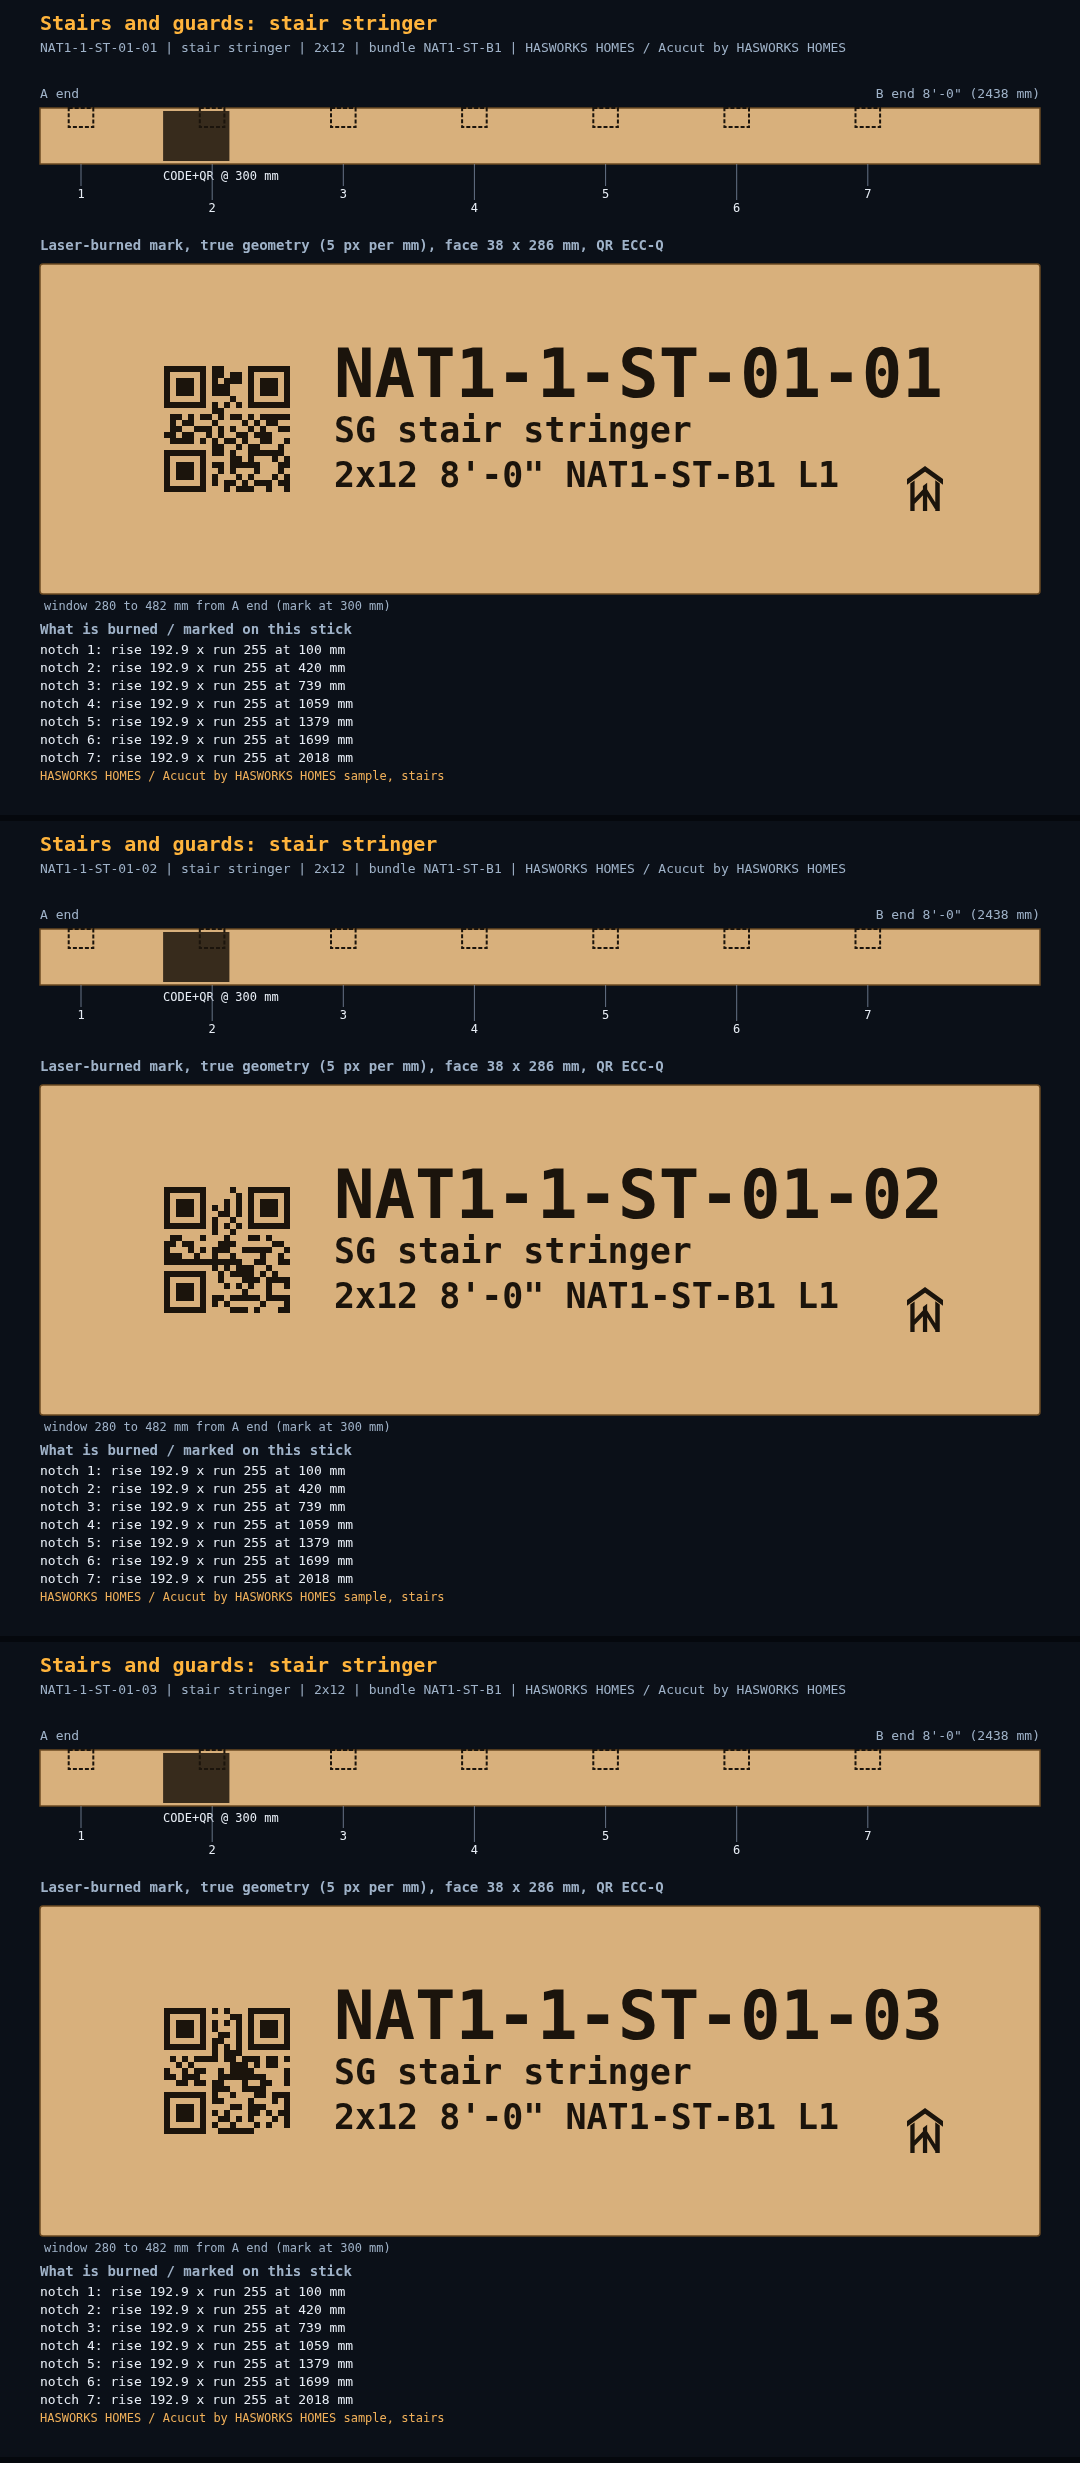 Stairs and guards: stair stringer
NAT1-1-ST-01-01 | stair stringer | 2x12 | bundle NAT1-ST-B1 | HASWORKS HOMES / Acucut by HASWORKS HOMES
A end
B end 8'-0" (2438 mm)
CODE+QR @ 300 mm
1
2
3
4
5
6
7
Laser-burned mark, true geometry (5 px per mm), face 38 x 286 mm, QR ECC-Q
NAT1-1-ST-01-01
SG stair stringer
2x12 8'-0" NAT1-ST-B1 L1
window 280 to 482 mm from A end (mark at 300 mm)
What is burned / marked on this stick
notch 1: rise 192.9 x run 255 at 100 mm
notch 2: rise 192.9 x run 255 at 420 mm
notch 3: rise 192.9 x run 255 at 739 mm
notch 4: rise 192.9 x run 255 at 1059 mm
notch 5: rise 192.9 x run 255 at 1379 mm
notch 6: rise 192.9 x run 255 at 1699 mm
notch 7: rise 192.9 x run 255 at 2018 mm
HASWORKS HOMES / Acucut by HASWORKS HOMES sample, stairs
Stairs and guards: stair stringer
NAT1-1-ST-01-02 | stair stringer | 2x12 | bundle NAT1-ST-B1 | HASWORKS HOMES / Acucut by HASWORKS HOMES
A end
B end 8'-0" (2438 mm)
CODE+QR @ 300 mm
1
2
3
4
5
6
7
Laser-burned mark, true geometry (5 px per mm), face 38 x 286 mm, QR ECC-Q
NAT1-1-ST-01-02
SG stair stringer
2x12 8'-0" NAT1-ST-B1 L1
window 280 to 482 mm from A end (mark at 300 mm)
What is burned / marked on this stick
notch 1: rise 192.9 x run 255 at 100 mm
notch 2: rise 192.9 x run 255 at 420 mm
notch 3: rise 192.9 x run 255 at 739 mm
notch 4: rise 192.9 x run 255 at 1059 mm
notch 5: rise 192.9 x run 255 at 1379 mm
notch 6: rise 192.9 x run 255 at 1699 mm
notch 7: rise 192.9 x run 255 at 2018 mm
HASWORKS HOMES / Acucut by HASWORKS HOMES sample, stairs
Stairs and guards: stair stringer
NAT1-1-ST-01-03 | stair stringer | 2x12 | bundle NAT1-ST-B1 | HASWORKS HOMES / Acucut by HASWORKS HOMES
A end
B end 8'-0" (2438 mm)
CODE+QR @ 300 mm
1
2
3
4
5
6
7
Laser-burned mark, true geometry (5 px per mm), face 38 x 286 mm, QR ECC-Q
NAT1-1-ST-01-03
SG stair stringer
2x12 8'-0" NAT1-ST-B1 L1
window 280 to 482 mm from A end (mark at 300 mm)
What is burned / marked on this stick
notch 1: rise 192.9 x run 255 at 100 mm
notch 2: rise 192.9 x run 255 at 420 mm
notch 3: rise 192.9 x run 255 at 739 mm
notch 4: rise 192.9 x run 255 at 1059 mm
notch 5: rise 192.9 x run 255 at 1379 mm
notch 6: rise 192.9 x run 255 at 1699 mm
notch 7: rise 192.9 x run 255 at 2018 mm
HASWORKS HOMES / Acucut by HASWORKS HOMES sample, stairs